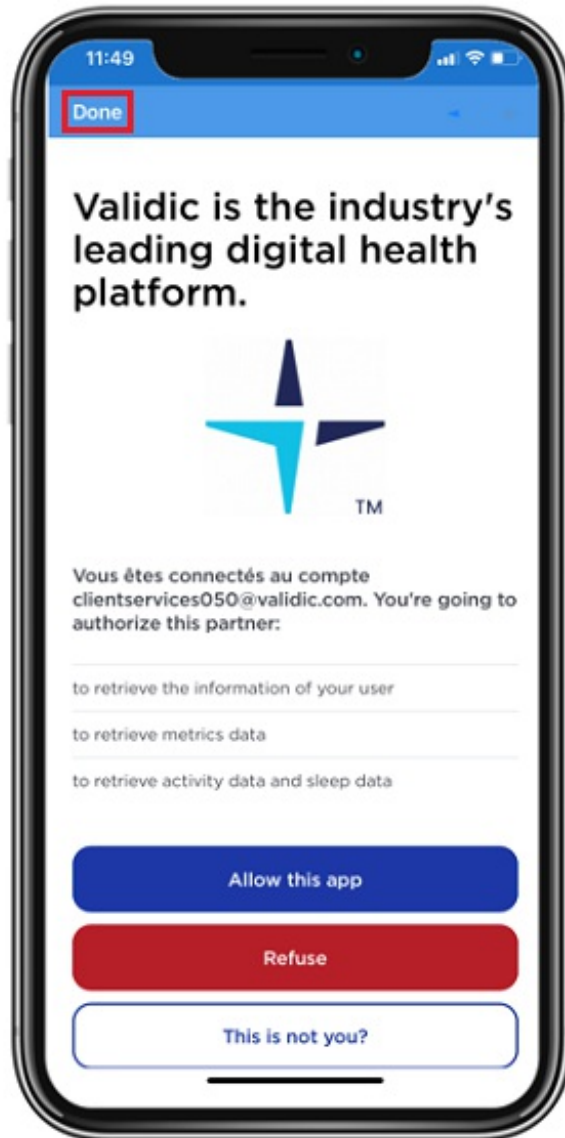 11:49
Done
Validic is the industry's
leading digital health
platform.
TM
Vous êtes connectés au compte
clientservices050@validic.com. You're going to
authorize this partner:
to retrieve the information of your user
to retrieve metrics data
to retrieve activity data and sleep data
Allow this app
Refuse
This is not you?